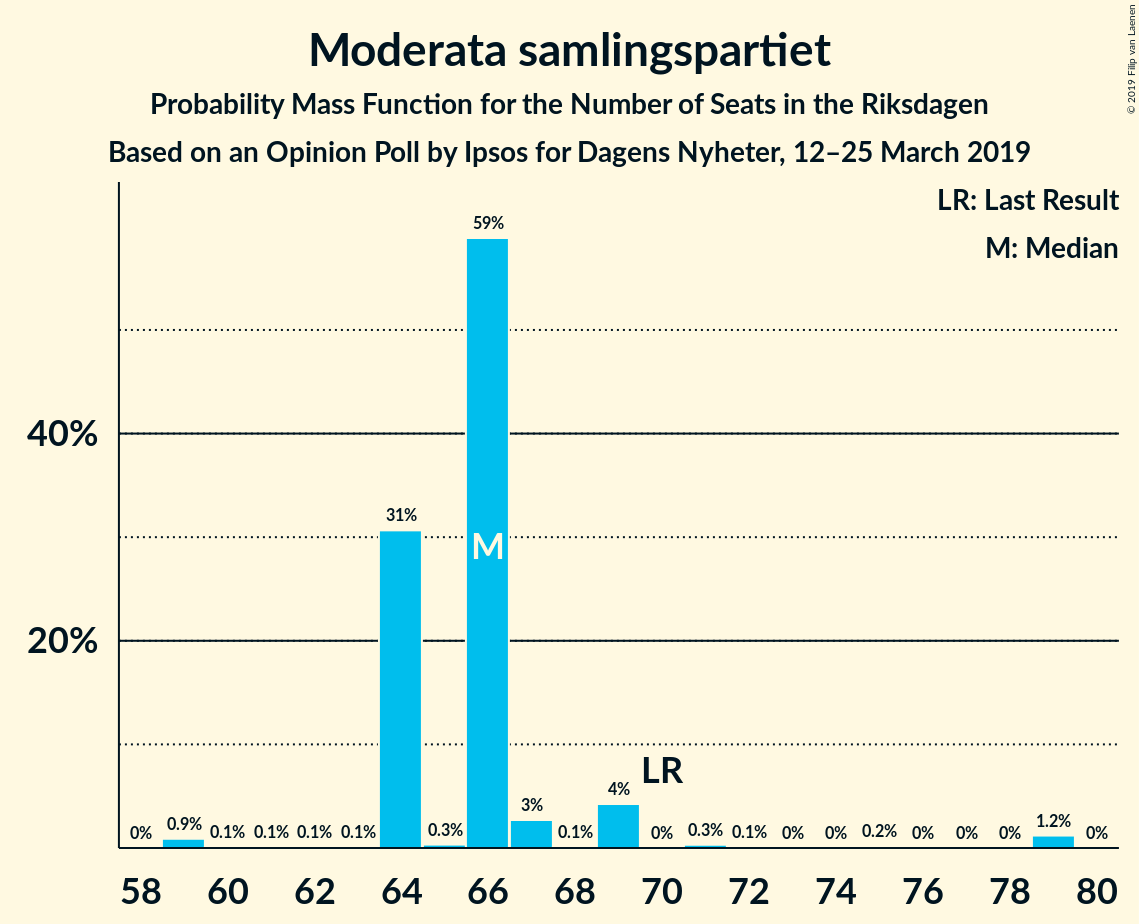 Moderata samlingspartiet
Probability Mass Function for the Number of Seats in the Riksdagen
Based on an Opinion Poll by Ipsos for Dagens Nyheter, 12–25 March 2019
© 2019 Filip van Laenen
LR: Last Result
M: Median
40%
20%
0% 0.9% 0.1% 0.1% 0.1% 0.1% 31% 0.3% 59% 3% 0.1% 4% 0% 0.3% 0.1% 0% 0% 0.2% 0% 0% 0% 1.2% 0%
M
LR
58 60 62 64 66 68 70 72 74 76 78 80